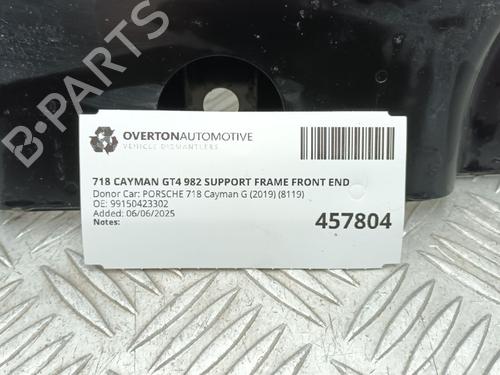 B-PARTS
OVERTONAUTOMOTIVE
VEHICLE DISMANTLERS
718 CAYMAN GT4 982 SUPPORT FRAME FRONT END
Donor Car: PORSCHE 718 Cayman G (2019) (8119)
OE: 99150423302
Added: 06/06/2025
Notes:
457804